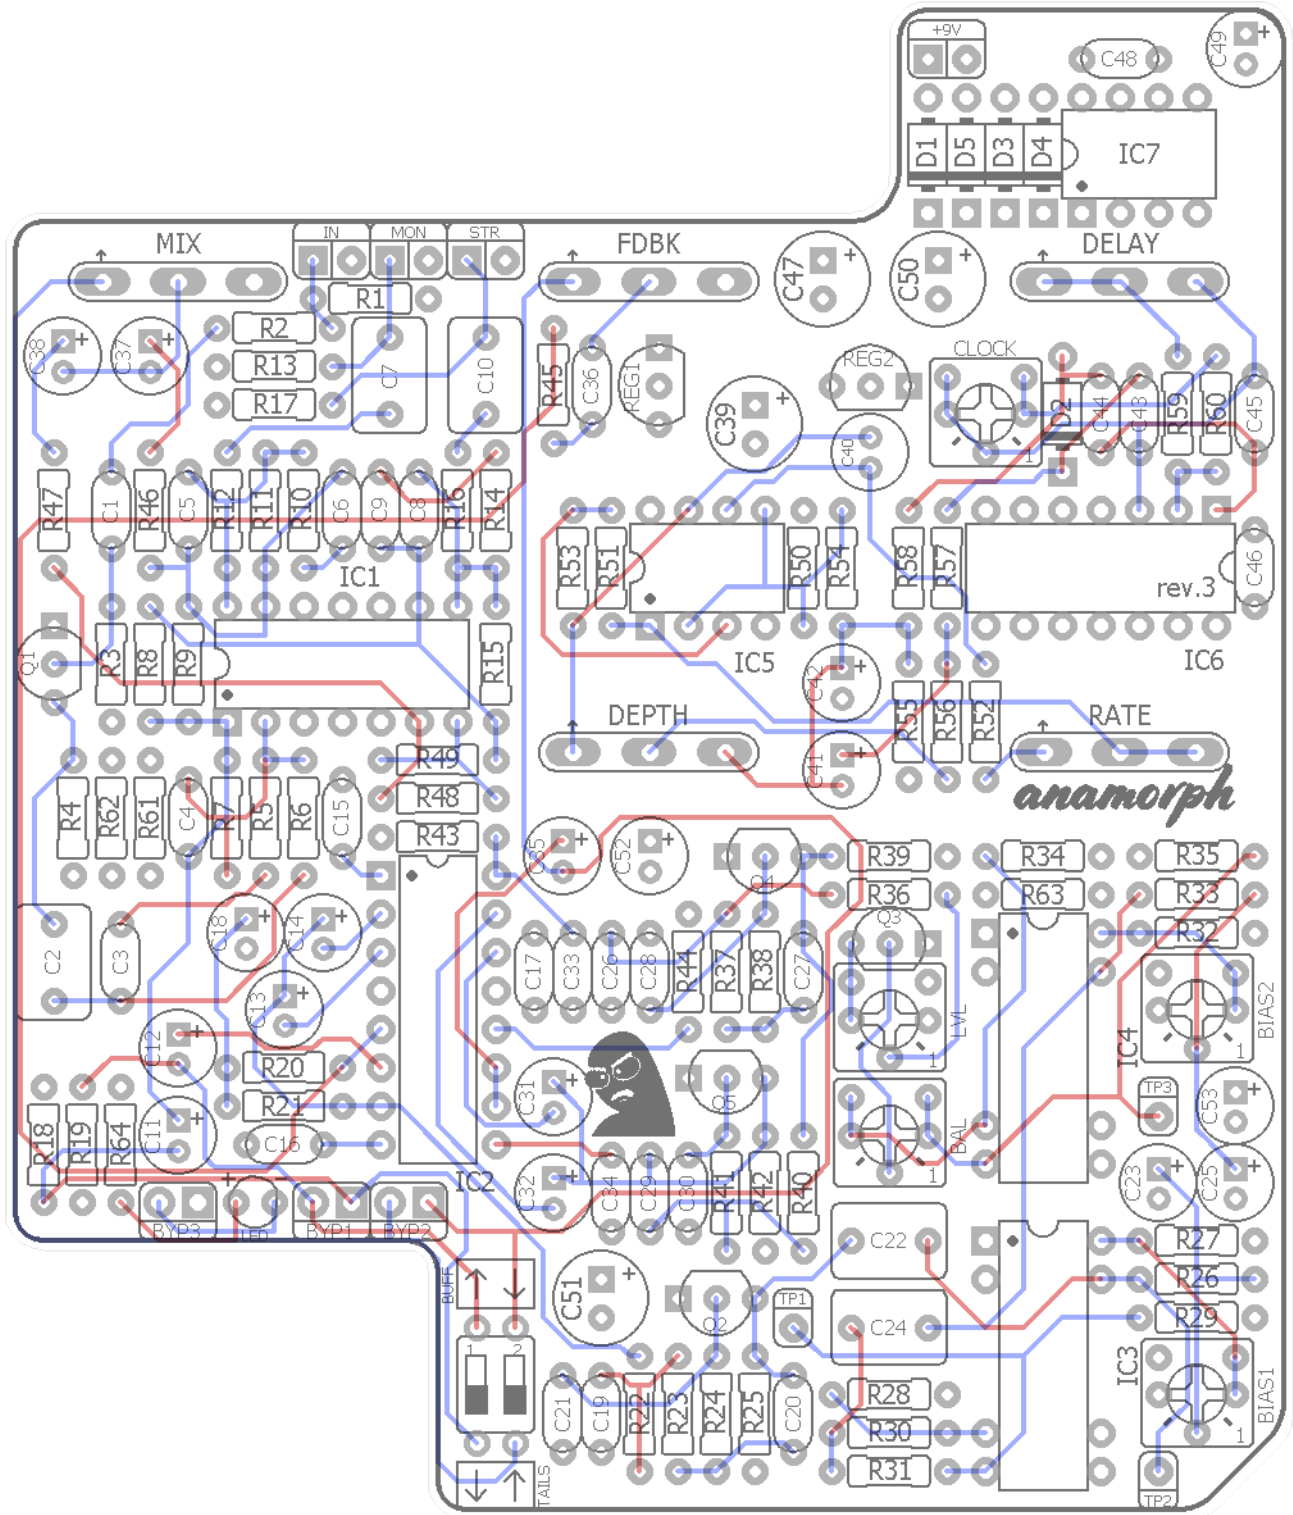 +9V
C48
C49
D1 D5 D3 D4 IC7
MIX
IN MON STR
FDBK
C47
C50
DELAY
R1
R2
R13
R17
C38
C37
C7
C10
R45
C36
REG1
C39
REG2
C40
CLOCK
1
D2
C44
C43
R59
R60
C45
R47
C1
R46
C5
R12
R11
R10
C6
C9
C8
R16
R14
IC1
R53
R51
R50
R54
R58
R57
rev.3
C46
Q1
R3
R8
R9
R15
IC5
IC6
C42
DEPTH
R55
R56
R52
RATE
C41
R49
R48
R43
anamorph
R4
R62
R61
C4
R7
R5
R6
C15
C35
C52
Q4
R39
R36
R34
R63
R35
R33
R32
C2
C3
C18
C14
C13
C17
C33
C26
C28
R44
R37
R38
C27
Q3
LVL
1
IC4
BIAS2
1
C12
R20
R21
C11
C16
R18
R19
R64
C31
Q5
BAL
1
TP3
C53
IC2
C32
C34
C29
C30
R41
R42
R40
C23
C25
BYP3
LED
BYP1
BYP2
C22
R27
R26
R29
BUFF
C51
Q2
TP1
C24
1 2
IC3
C21
C19
R22
R23
R24
R25
C20
R28
R30
R31
BIAS1
1
TAILS
TP2